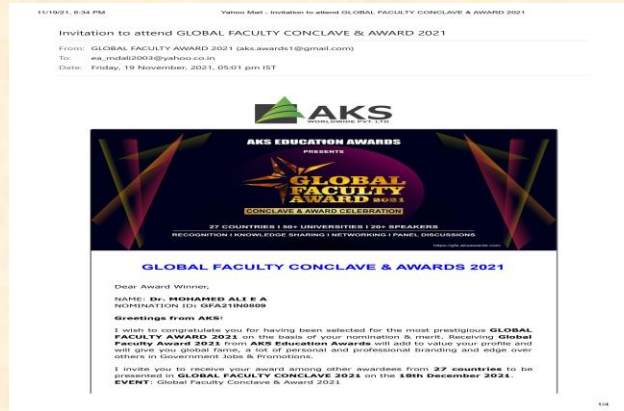 11/19/21, 6:34 PM
Yahoo Mail - Invitation to attend GLOBAL FACULTY CONCLAVE & AWARD 2021
Invitation to attend GLOBAL FACULTY CONCLAVE & AWARD 2021
From: GLOBAL FACULTY AWARD 2021 (aks.awards1@gmail.com)
To: ea_mdali2003@yahoo.co.in
Date: Friday, 19 November, 2021, 05:01 pm IST
AKS
WORLDWIDE PVT. LTD
AKS EDUCATION AWARDS
PRESENTS
GLOBAL
FACULTY
AWARD 2021
CONCLAVE & AWARD CELEBRATION
27 COUNTRIES I 50+ UNIVERSITIES I 20+ SPEAKERS
RECOGNITION I KNOWLEDGE SHARING I NETWORKING I PANEL DISCUSSIONS
GLOBAL FACULTY CONCLAVE & AWARDS 2021
Dear Award Winner,
NAME: Dr. MOHAMED ALI E A
NOMINATION ID: GFA21IN0809
Greetings from AKS!
I wish to congratulate you for having been selected for the most prestigious GLOBAL
FACULTY AWARD 2021 on the basis of your nomination & merit. Receiving Global
Faculty Award 2021 from AKS Education Awards will add to value your profile and
will give you global fame, a lot of personal and professional branding and edge over
others in Government Jobs & Promotions.
I invite you to receive your award among other awardees from 27 countries to be
presented in GLOBAL FACULTY CONCLAVE 2021 on the 18th December 2021.
EVENT: Global Faculty Conclave & Award 2021
1/4